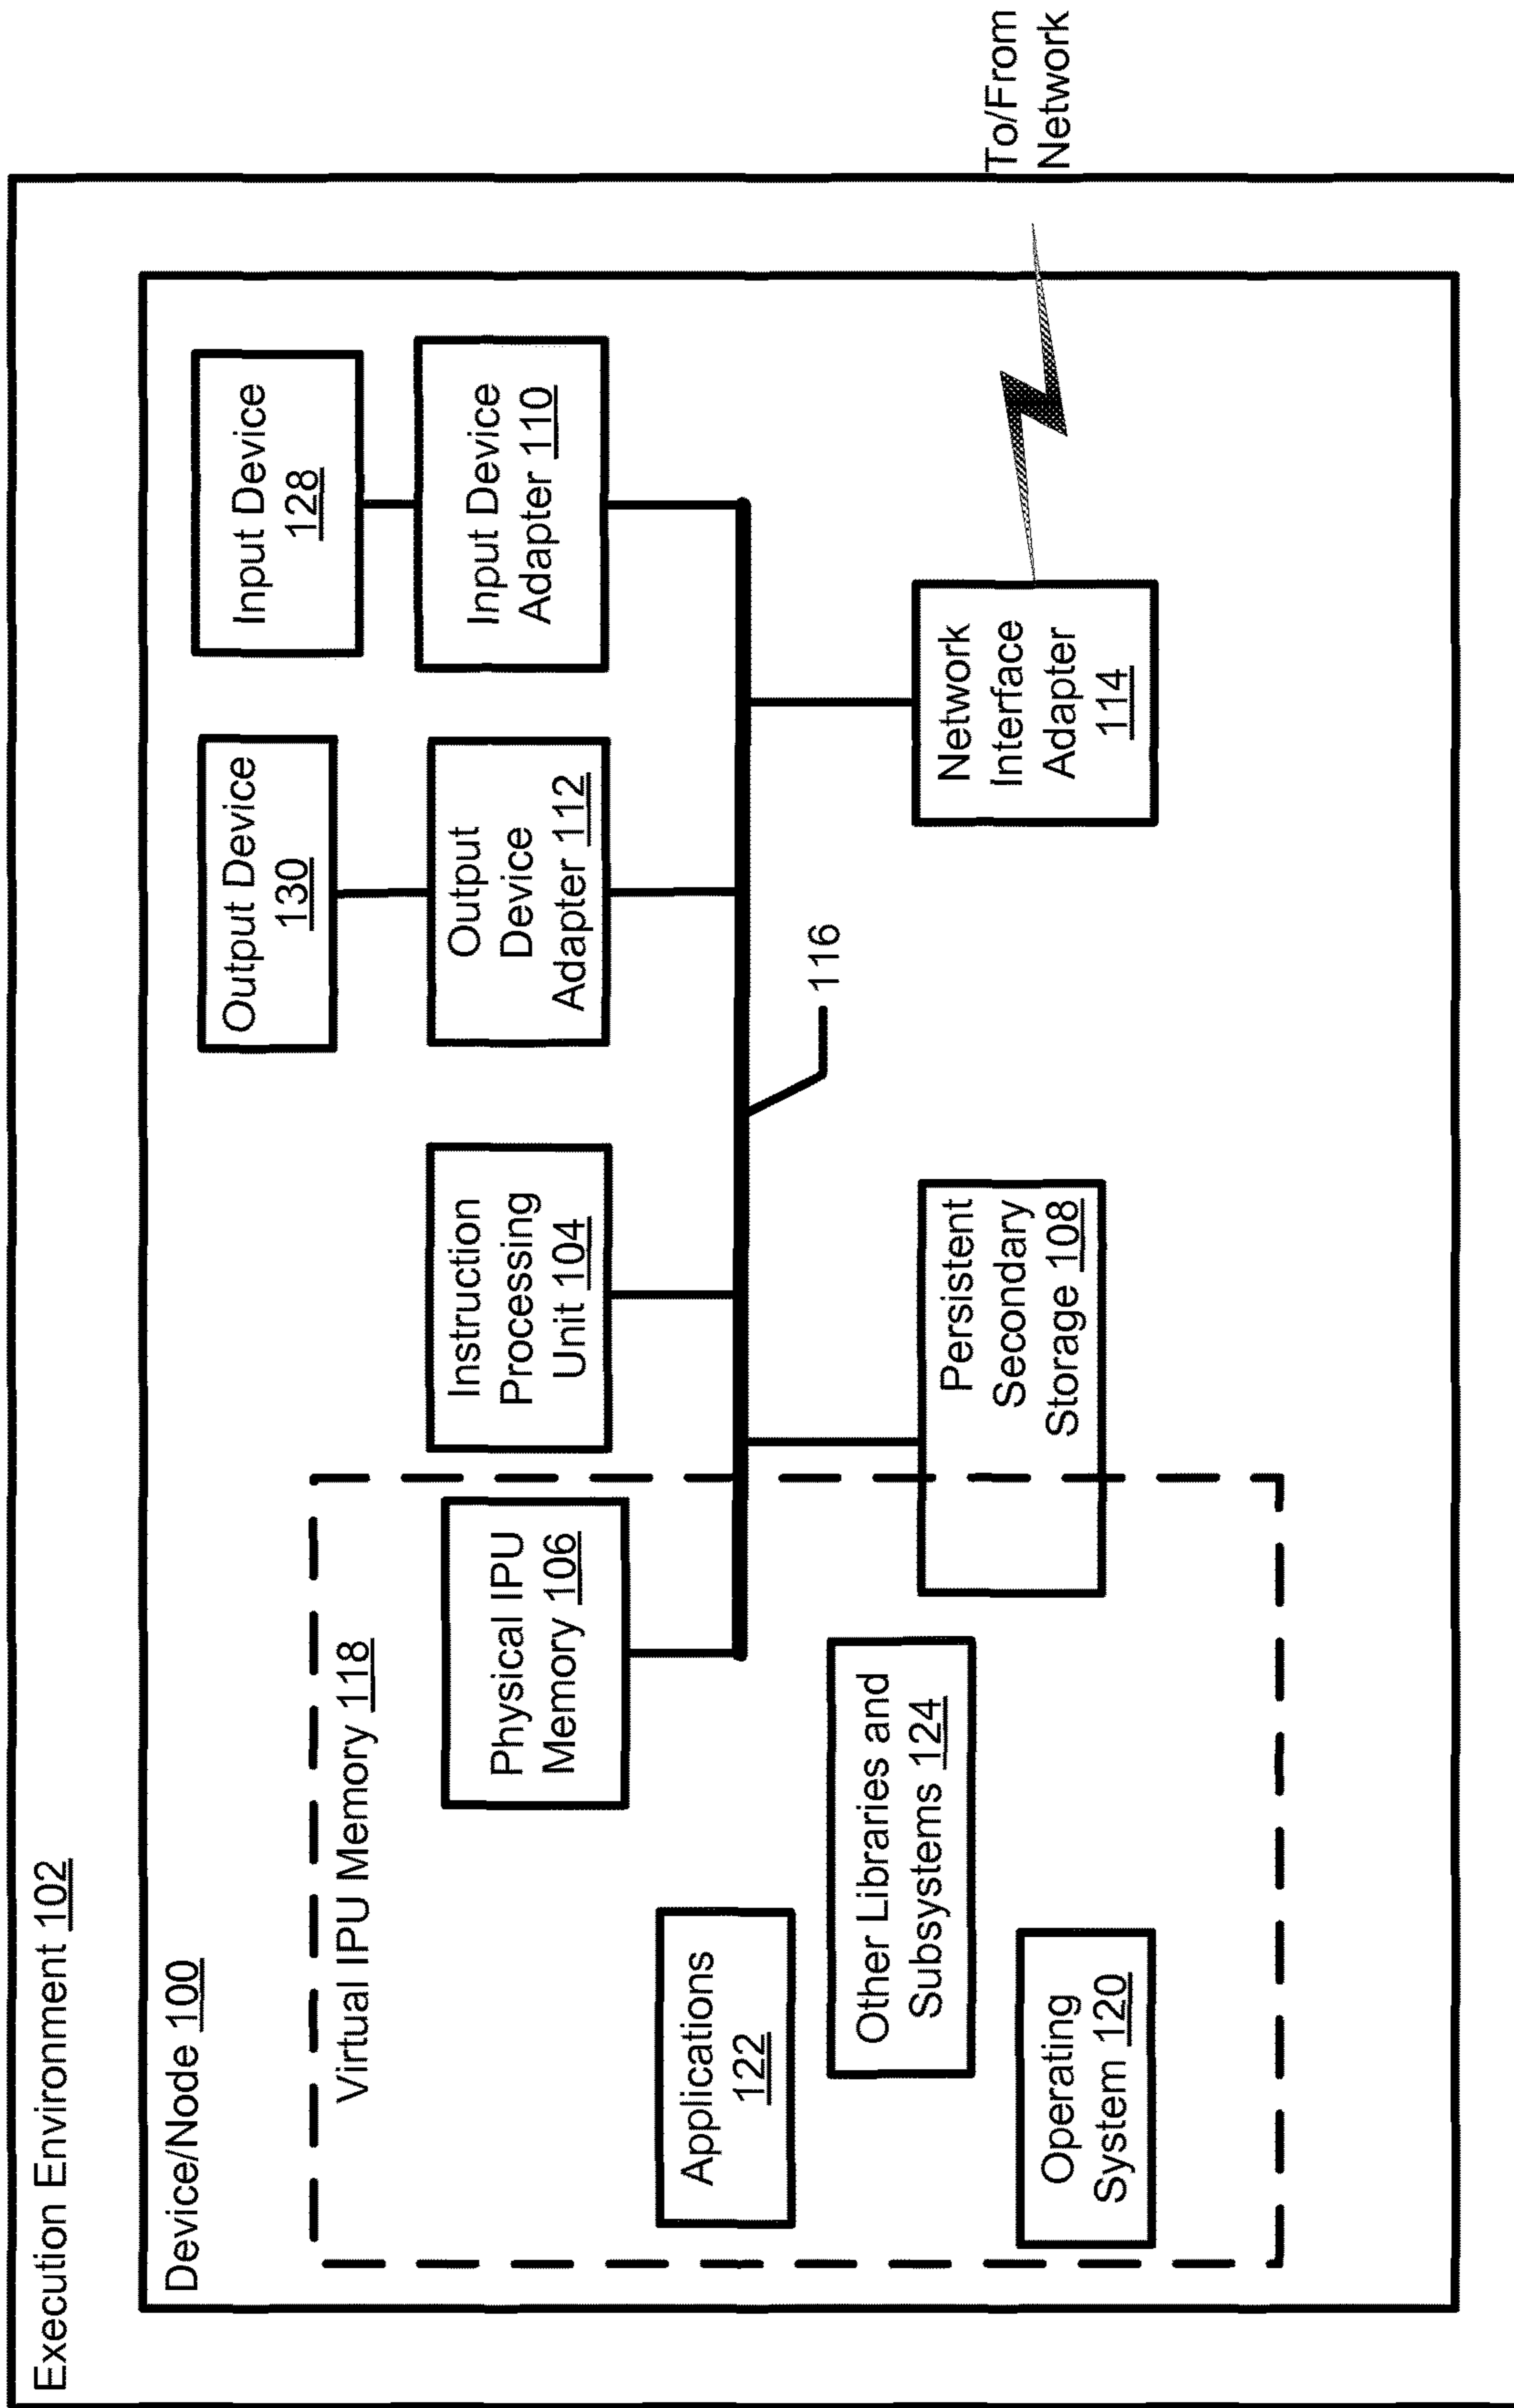 Execution Environment 102
Device/Node 100
Virtual IPU Memory 118
Physical IPU
Memory 106
Instruction
Processing
Unit 104
Output Device
130
Output
Device
Adapter 112
Input Device
128
Input Device
Adapter 110
Applications
122
Other Libraries and
Subsystems 124
Operating
System 120
Persistent
Secondary
Storage 108
116
Network
Interface
Adapter
114
To/From
Network